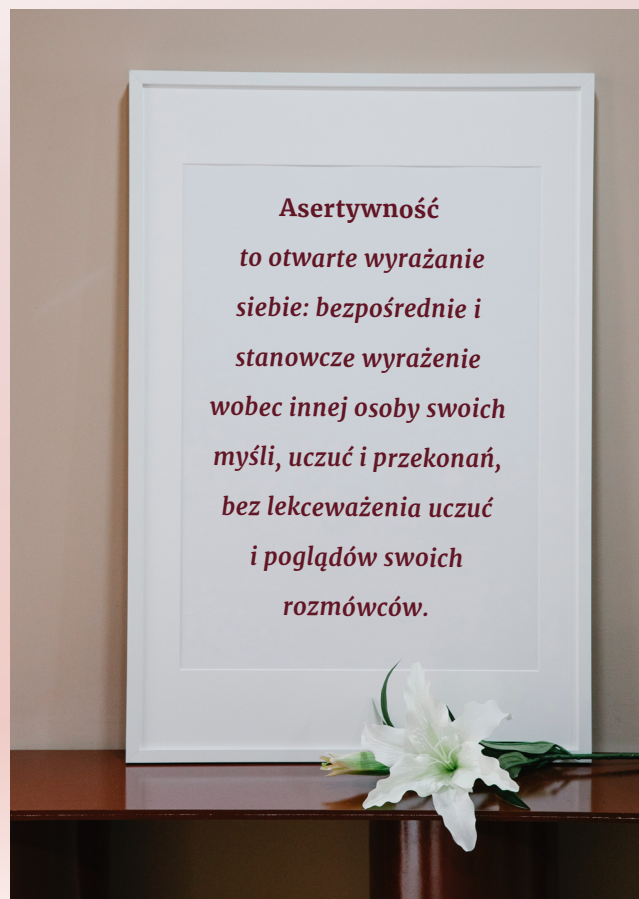 Asertywność
to otwarte wyrażanie
siebie: bezpośrednie i
stanowcze wyrażenie
wobec innej osoby swoich
myśli, uczuć i przekonań,
bez lekceważenia uczuć
i poglądów swoich
rozmówców.